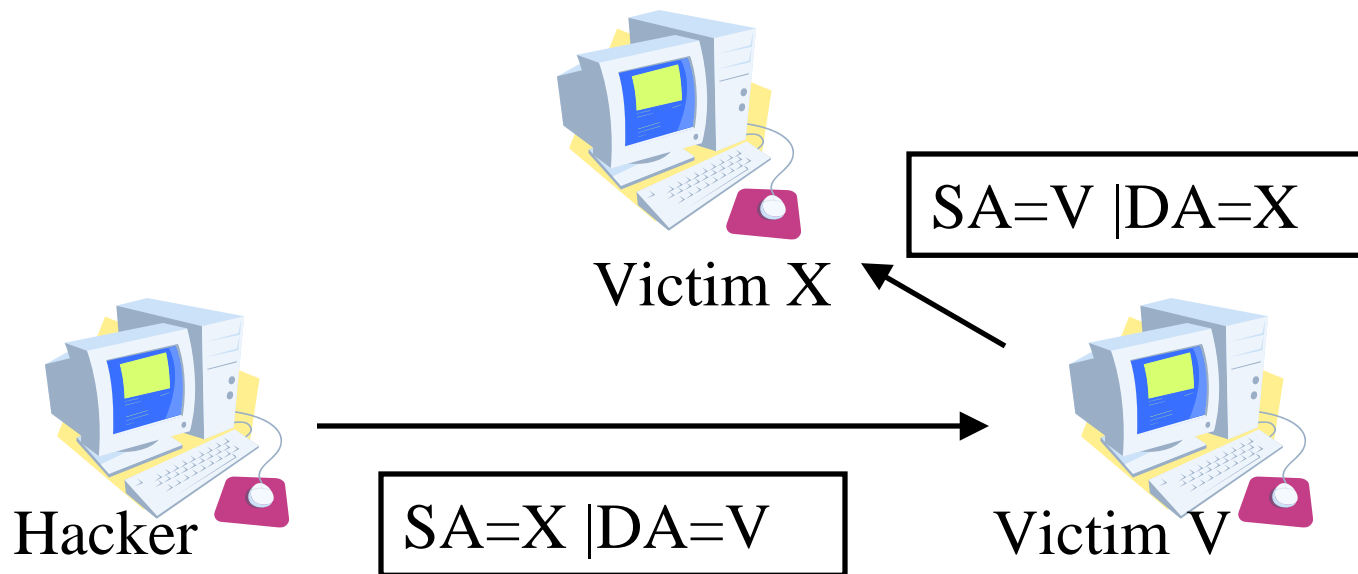 SA=V |DA=X
Victim X
Hacker
SA=X |DA=V
Victim V